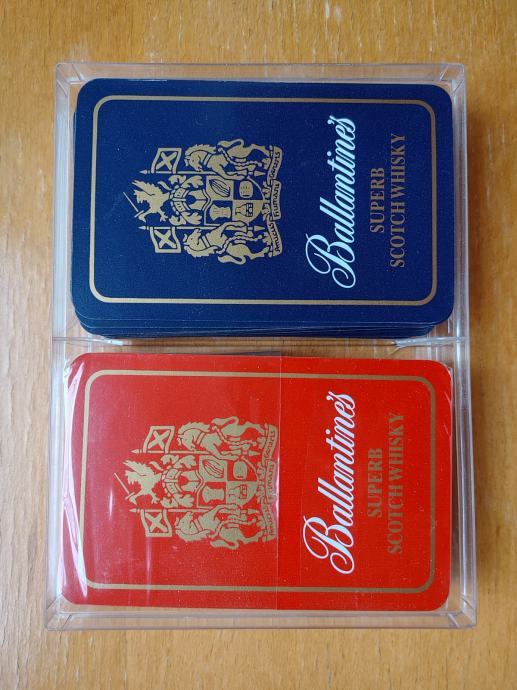 Ballantine's
SUPERB
SCOTCH WHISKY
Ballantine's
SUPERB
SCOTCH WHISKY